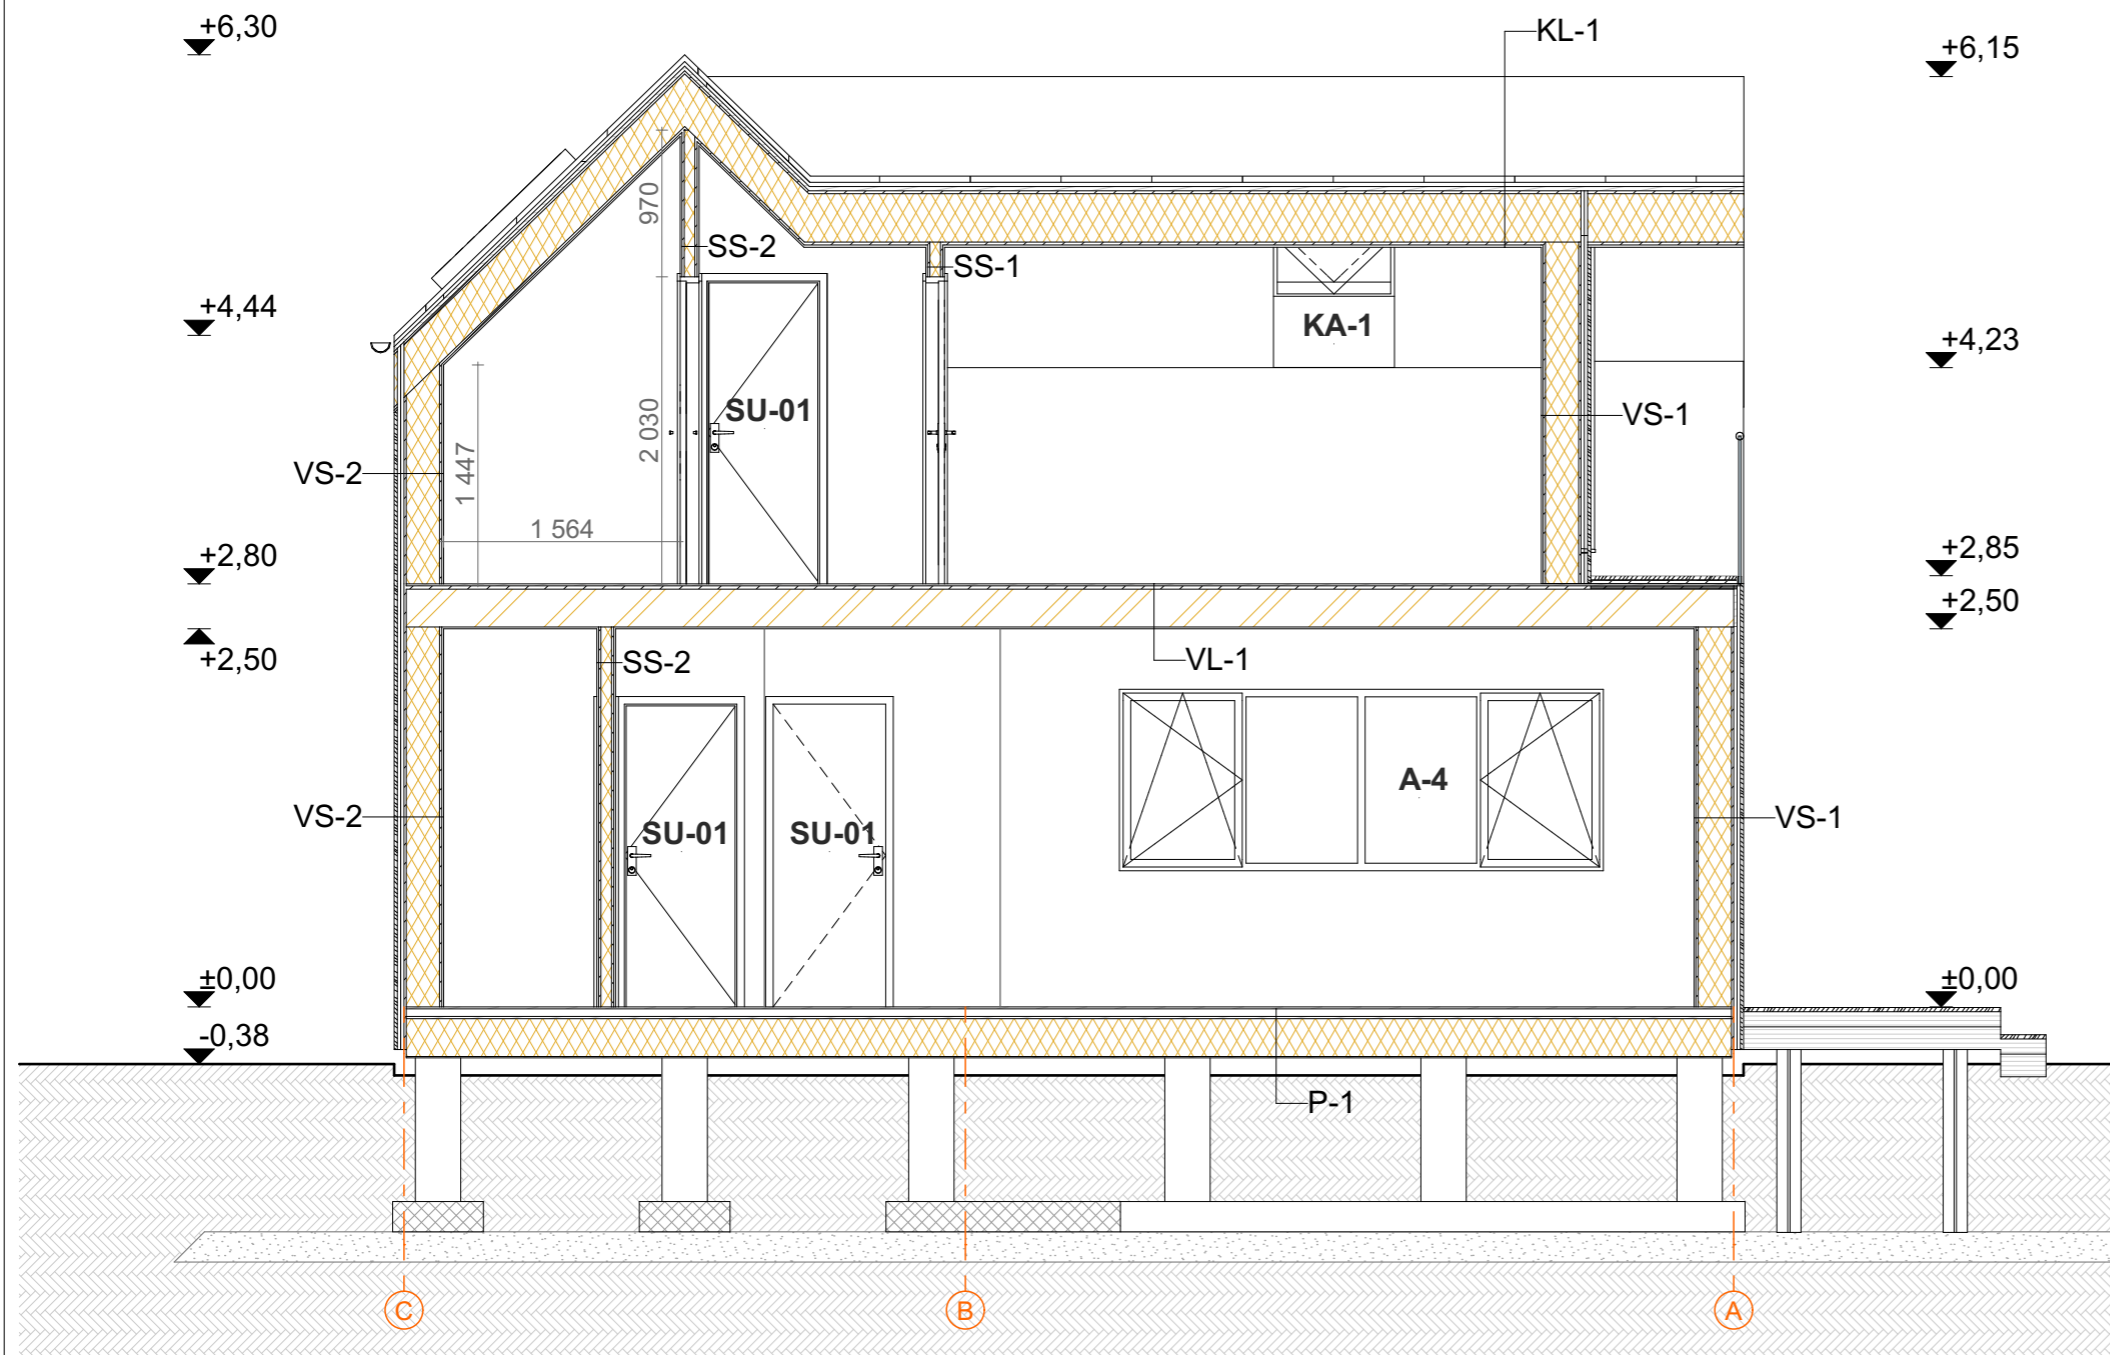 +6,30
KL-1
+6,15
970
SS-2
SS-1
+4,44
KA-1
+4,23
SU-01
VS-1
2 030
VS-2
1 447
1 564
+2,80
+2,85
+2,50
+2,50
SS-2
VL-1
A-4
VS-2
SU-01
SU-01
VS-1
±0,00
±0,00
-0,38
P-1
C
B
A